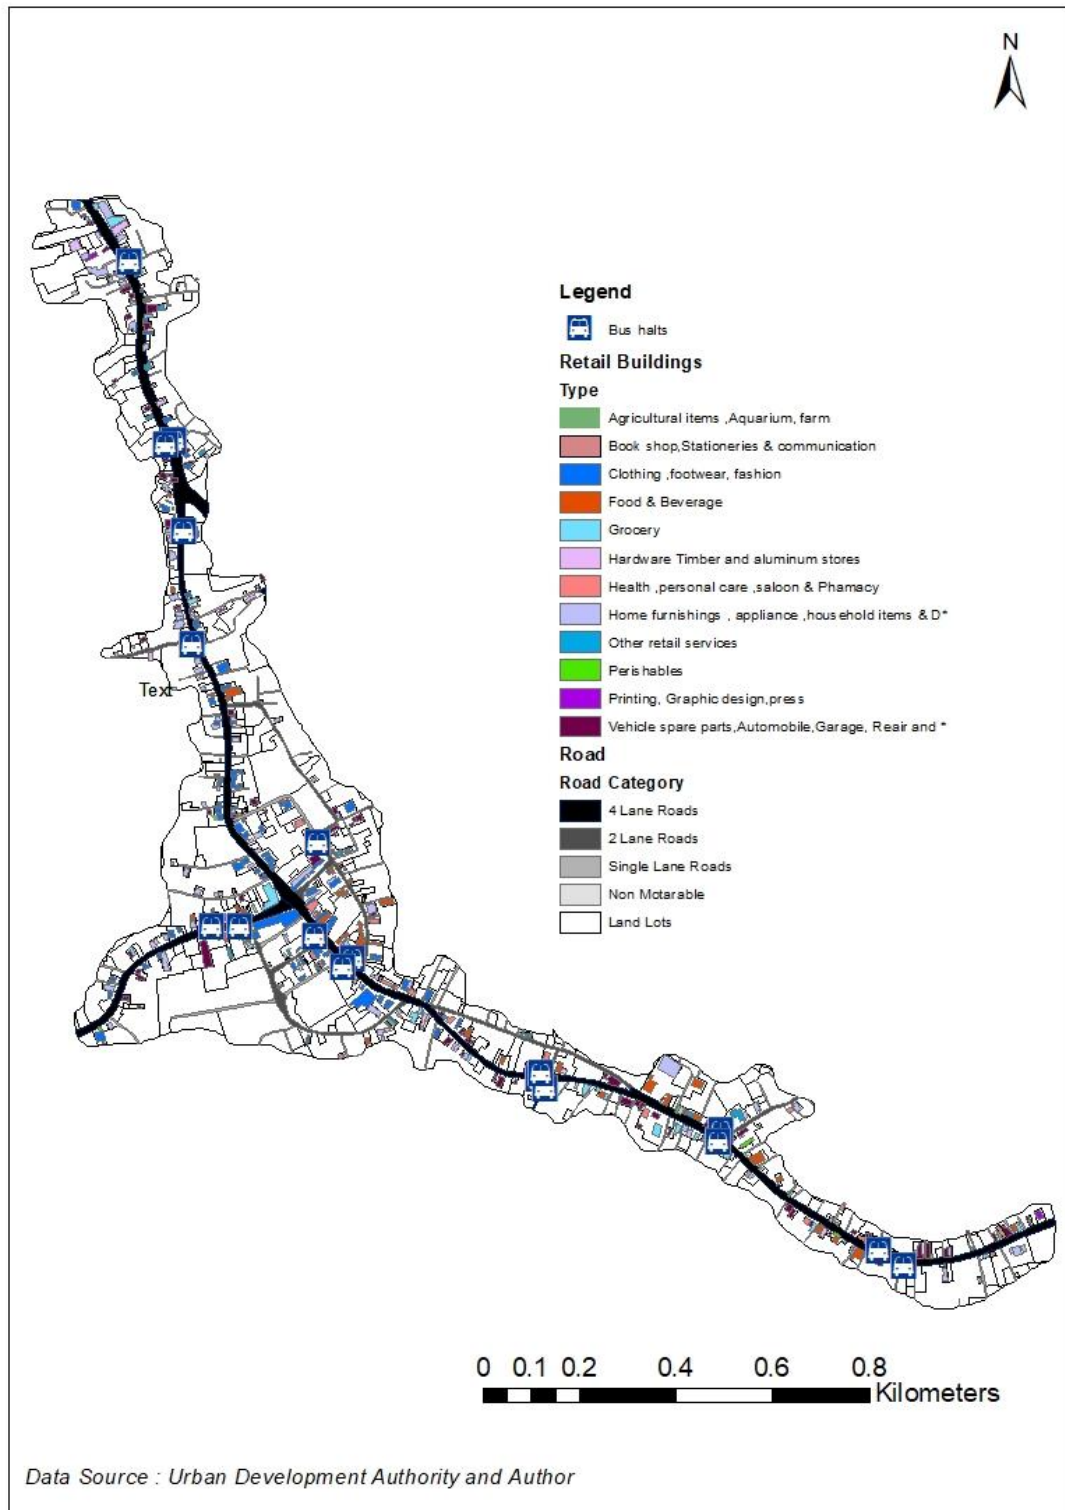 N
Legend
Bus halts
Retail Buildings
Type
Agricultural items ,Aquarium, farm
Book shop,Stationeries & communication
Clothing ,footwear, fashion
Food & Beverage
Grocery
Hardware Timber and aluminum stores
Health ,personal care ,saloon & Phamacy
Home furnishings , appliance ,household items & D*
Other retail services
Perishables
Printing, Graphic design,press
Vehicle spare parts,Automobile,Garage, Reair and *
Road
Road Category
4 Lane Roads
2 Lane Roads
Single Lane Roads
Non Motarable
Land Lots
Text
0 0.1 0.2 0.4 0.6 0.8
Kilometers
Data Source : Urban Development Authority and Author